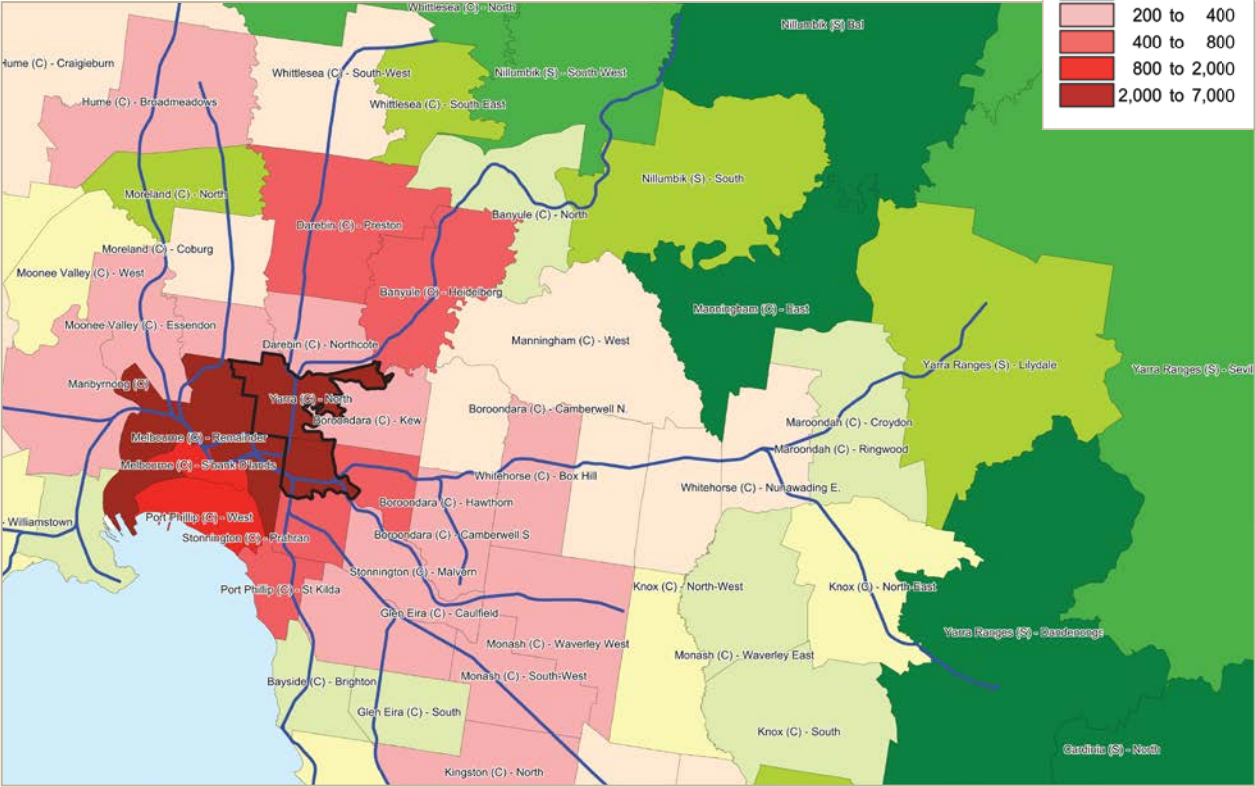 Whittlesea (C) - North
200 to 400
400 to 800
800 to 2,000
2,000 to 7,000
Nillumbik (S) Bal
Hume (C) - Craigieburn
Whittlesea (C) - South-West
Nillumbik (S) - South-West
Hume (C) - Broadmeadows
Whittlesea (C) - South-East
Nillumbik (S) - South
Moreland (C) - North
Banyule (C) - North
Darebin (C) - Preston
Moreland (C) - Coburg
Moonee Valley (C) - West
Banyule (C) - Heidelberg
Manningham (C) - East
Moonee Valley (C) - Essendon
Darebin (C) - Northcote
Manningham (C) - West
Yarra Ranges (S) - Lilydale
Yarra Ranges (S) - Sevil
Maribyrnong (C)
Yarra (C) - North
Boroondara (C) - Camberwell N.
Boroondara (C) - Kew
Maroondah (C) - Croydon
Melbourne (C) - Remainder
Maroondah (C) - Ringwood
Melbourne (C) - S'bank D'lands
Whitehorse (C) - Box Hill
Whitehorse (C) - Nunawading E.
Boroondara (C) - Hawthorn
Port Phillip (C) - West
- Williamstown
Stonnington (C) - Prahran
Boroondara (C) - Camberwell S
Stonnington (C) - Malvern
Port Phillip (C) - St Kilda
Knox (C) - North-West
Knox (C) - North-East
Glen Eira (C) - Caulfield
Yarra Ranges (S) - Dandenongs
Monash (C) - Waverley West
Monash (C) - Waverley East
Monash (C) - South-West
Bayside (C) - Brighton
Glen Eira (C) - South
Knox (C) - South
Cardinia (S) - North
Kingston (C) - North